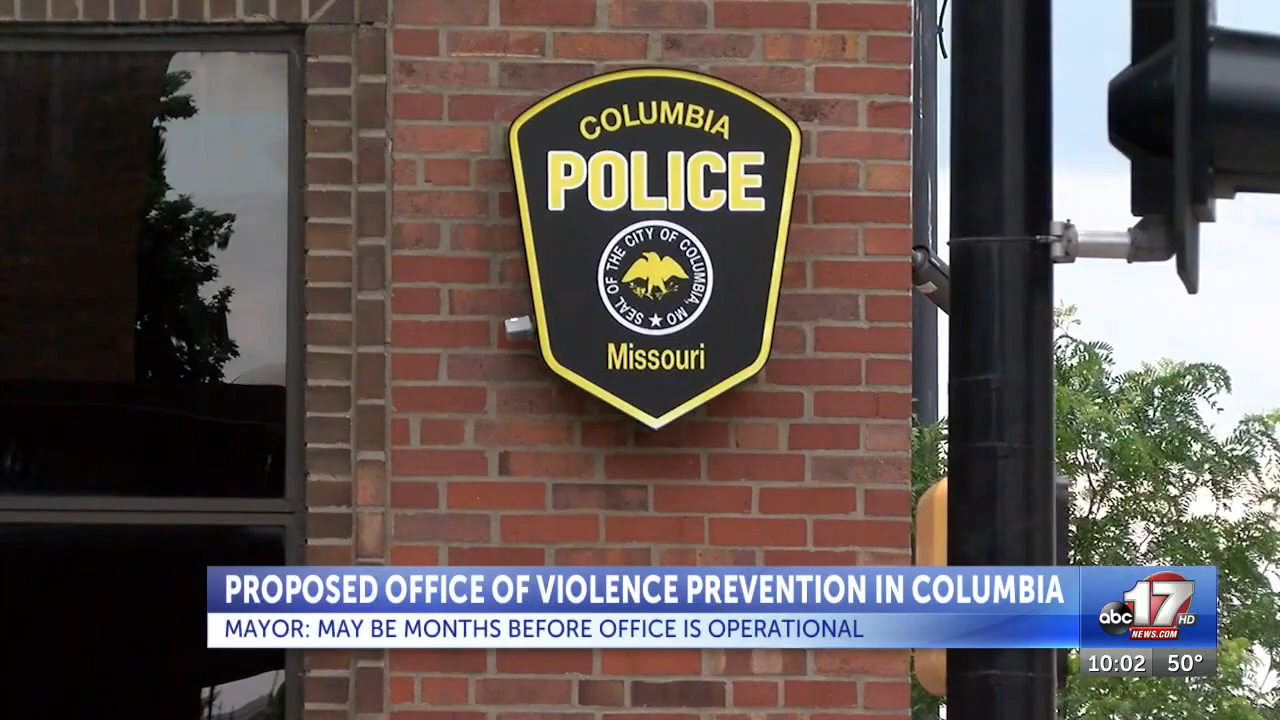 COLUMBIA
POLICE
SEAL OF THE CITY OF COLUMBIA, MO
Missouri
PROPOSED OFFICE OF VIOLENCE PREVENTION IN COLUMBIA
MAYOR: MAY BE MONTHS BEFORE OFFICE IS OPERATIONAL
abc 17 HD
NEWS.COM
10:02 50°